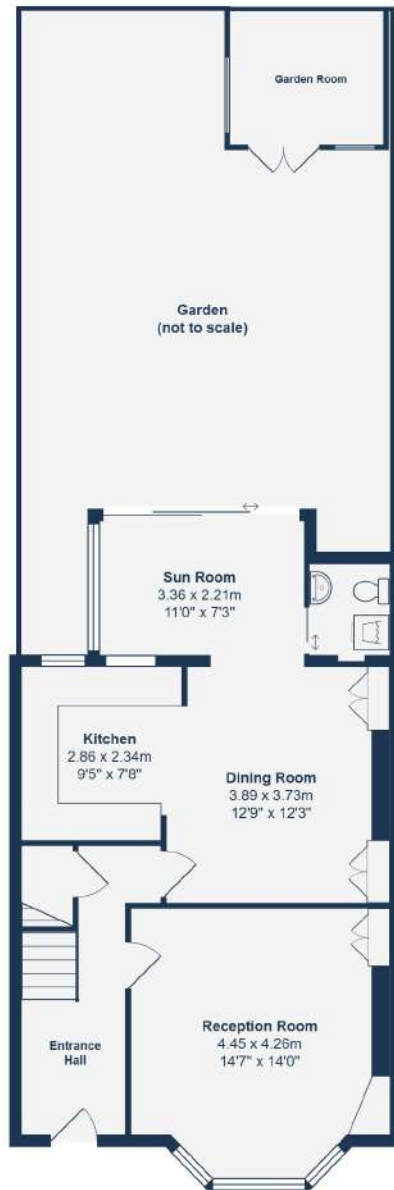 Garden Room
Garden
(not to scale)
Sun Room
3.36 x 2.21m
11'0" x 7'3"
Kitchen
2.86 x 2.34m
9'5" x 7'8"
Dining Room
3.89 x 3.73m
12'9" x 12'3"
Reception Room
4.45 x 4.26m
14'7" x 14'0"
Entrance
Hall